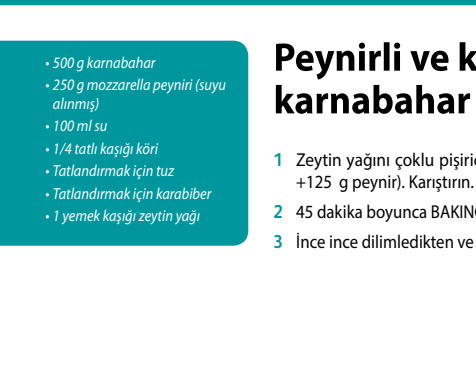 • 500 g karnabahar
• 250 g mozzarella peyniri (suyu
alınmış)
• 100 ml su
• 1/4 tatlı kaşığı köri
• Tatlandırmak için tuz
• Tatlandırmak için karabiber
• 1 yemek kaşığı zeytin yağı
Peynirli ve k
karnabahar
1 Zeytin yağını çoklu pişiric
+125 g peynir). Karıştırın.
2 45 dakika boyunca BAKING
3 İnce ince dilimledikten ve